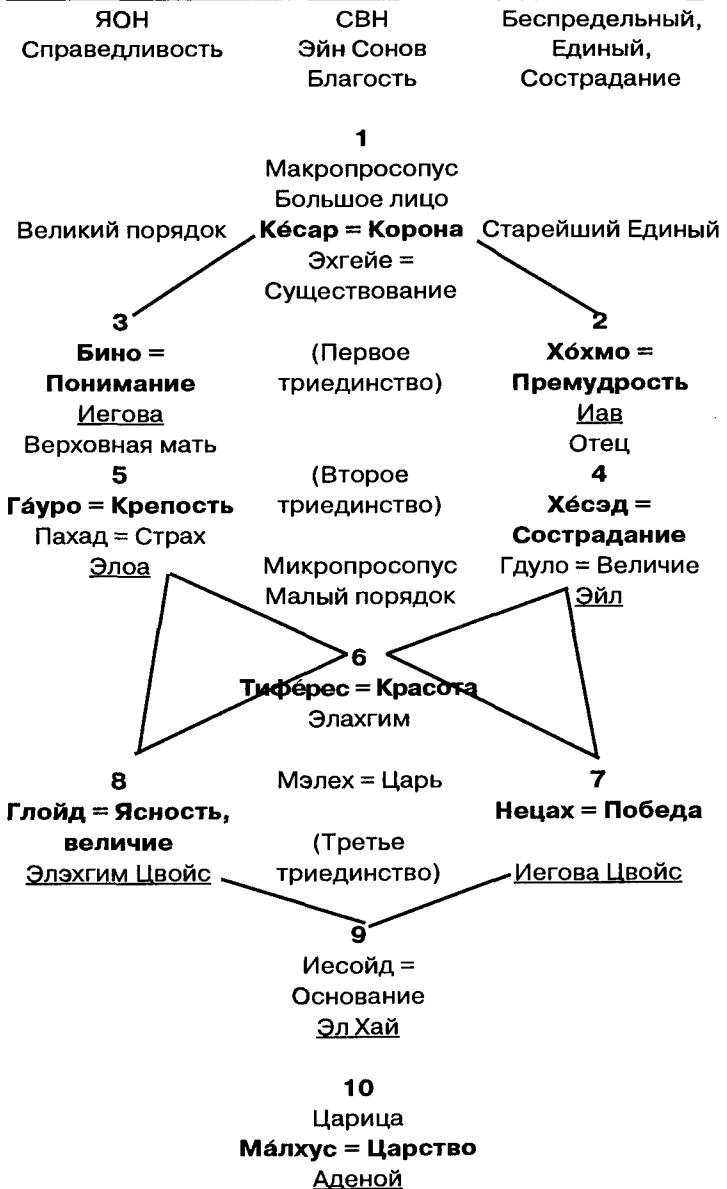 ЯОН СВН Беспредельный,
Справедливость Эйн Сонов Единый,
Благость Сострадание
1
Макропросопус
Большое лицо
Великий порядок Ке́сар = Корона Старейший Единый
Эхгейе =
Существование
3 2
Бино = (Первое Хо́хмо =
Понимание триединство) Премудрость
Иегова Иав
Верховная мать Отец
5 (Второе 4
Га́уро = Крепость триединство) Хе́сэд =
Пахад = Страх Сострадание
Элоа Микропросопус Гдуло = Величие
Малый порядок Эйл
6
Тифе́рес = Красота
Элахгим
8 Мэлех = Царь 7
Глойд = Ясность, Нецах = Победа
величие (Третье
Элэхгим Цвойс триединство) Иегова Цвойс
9
Иесойд =
Основание
Эл Хай
10
Царица
Ма́лхус = Царство
Аденой